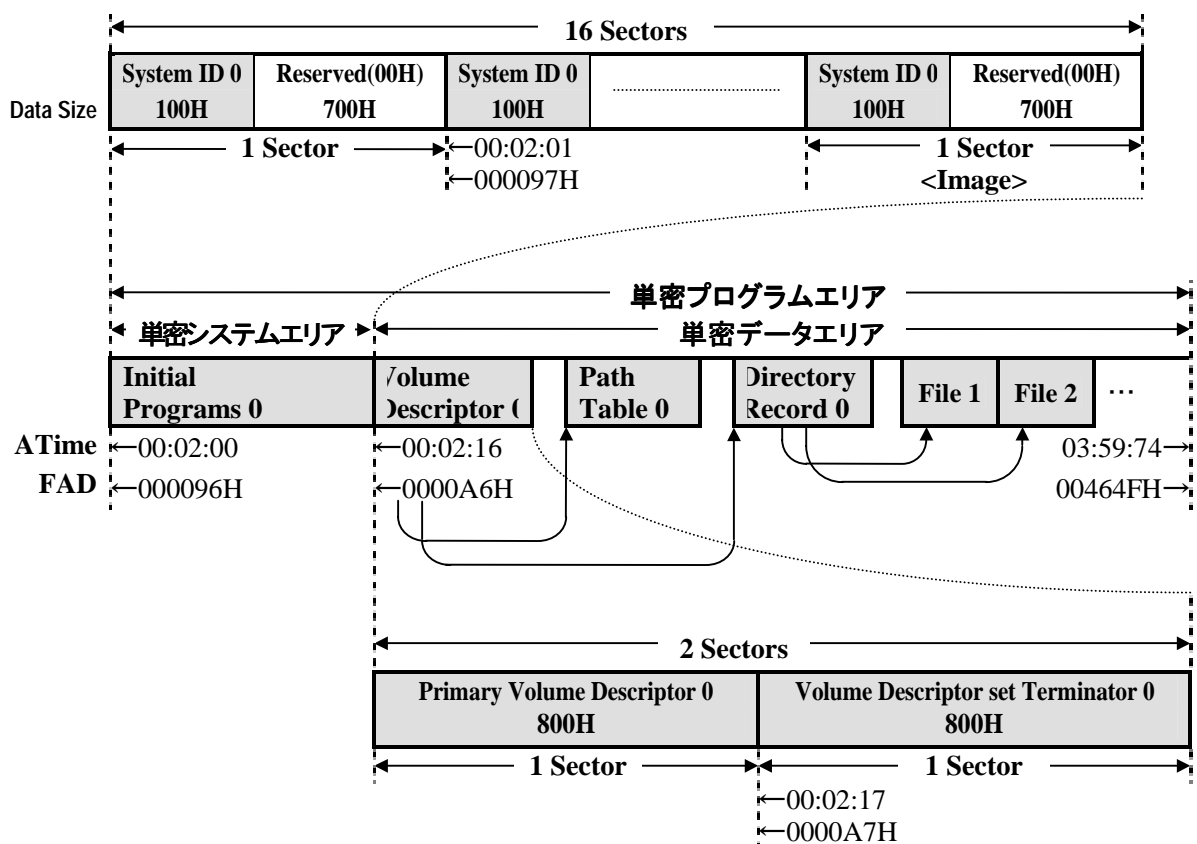 16 Sectors
System ID 0 Reserved(00H) System ID 0 System ID 0 Reserved(00H)
Data Size 100H 700H 100H 100H 700H
1 Sector ←00:02:01 1 Sector
←000097H <Image>
単密プログラムエリア
単密システムエリア 単密データエリア
Initial Volume Path Directory File 1 File 2 …
Programs 0 Descriptor 0 Table 0 Record 0
ATime ←00:02:00 ←00:02:16 03:59:74→
FAD ←000096H ←0000A6H 00464FH→
2 Sectors
Primary Volume Descriptor 0 Volume Descriptor set Terminator 0
800H 800H
1 Sector 1 Sector
←00:02:17
←0000A7H